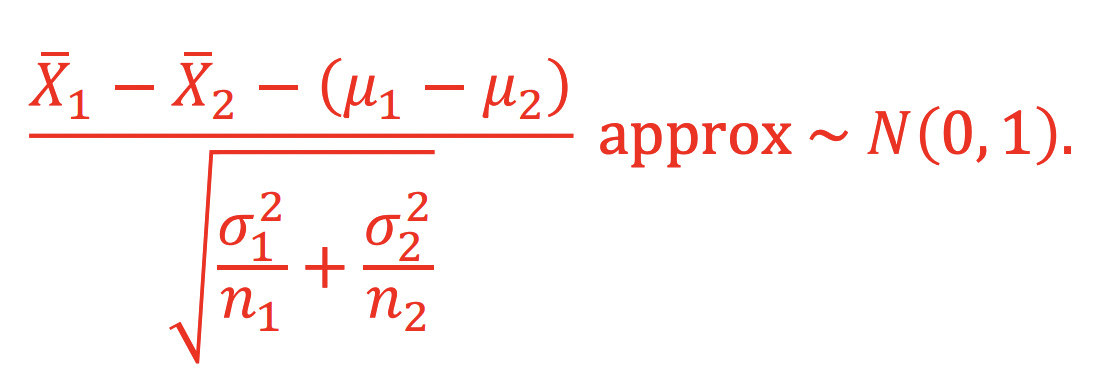 (X̄₁ − X̄₂ − (μ₁ − μ₂)) / √(σ₁²/n₁ + σ₂²/n₂) approx ~ N(0, 1).